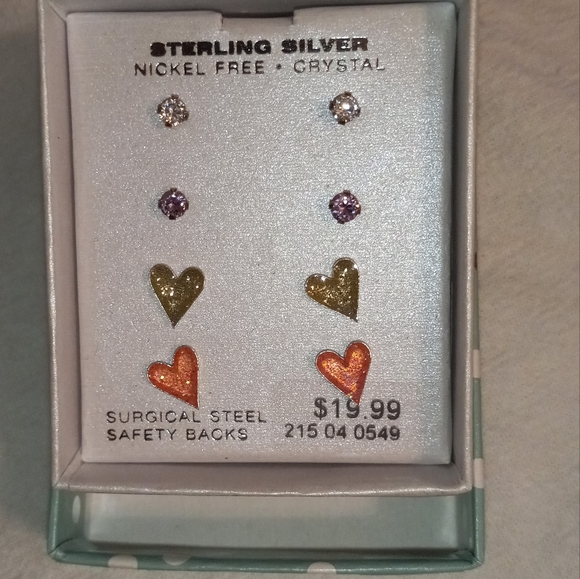 STERLING SILVER
NICKEL FREE • CRYSTAL
SURGICAL STEEL
SAFETY BACKS
$19.99
215 04 0549